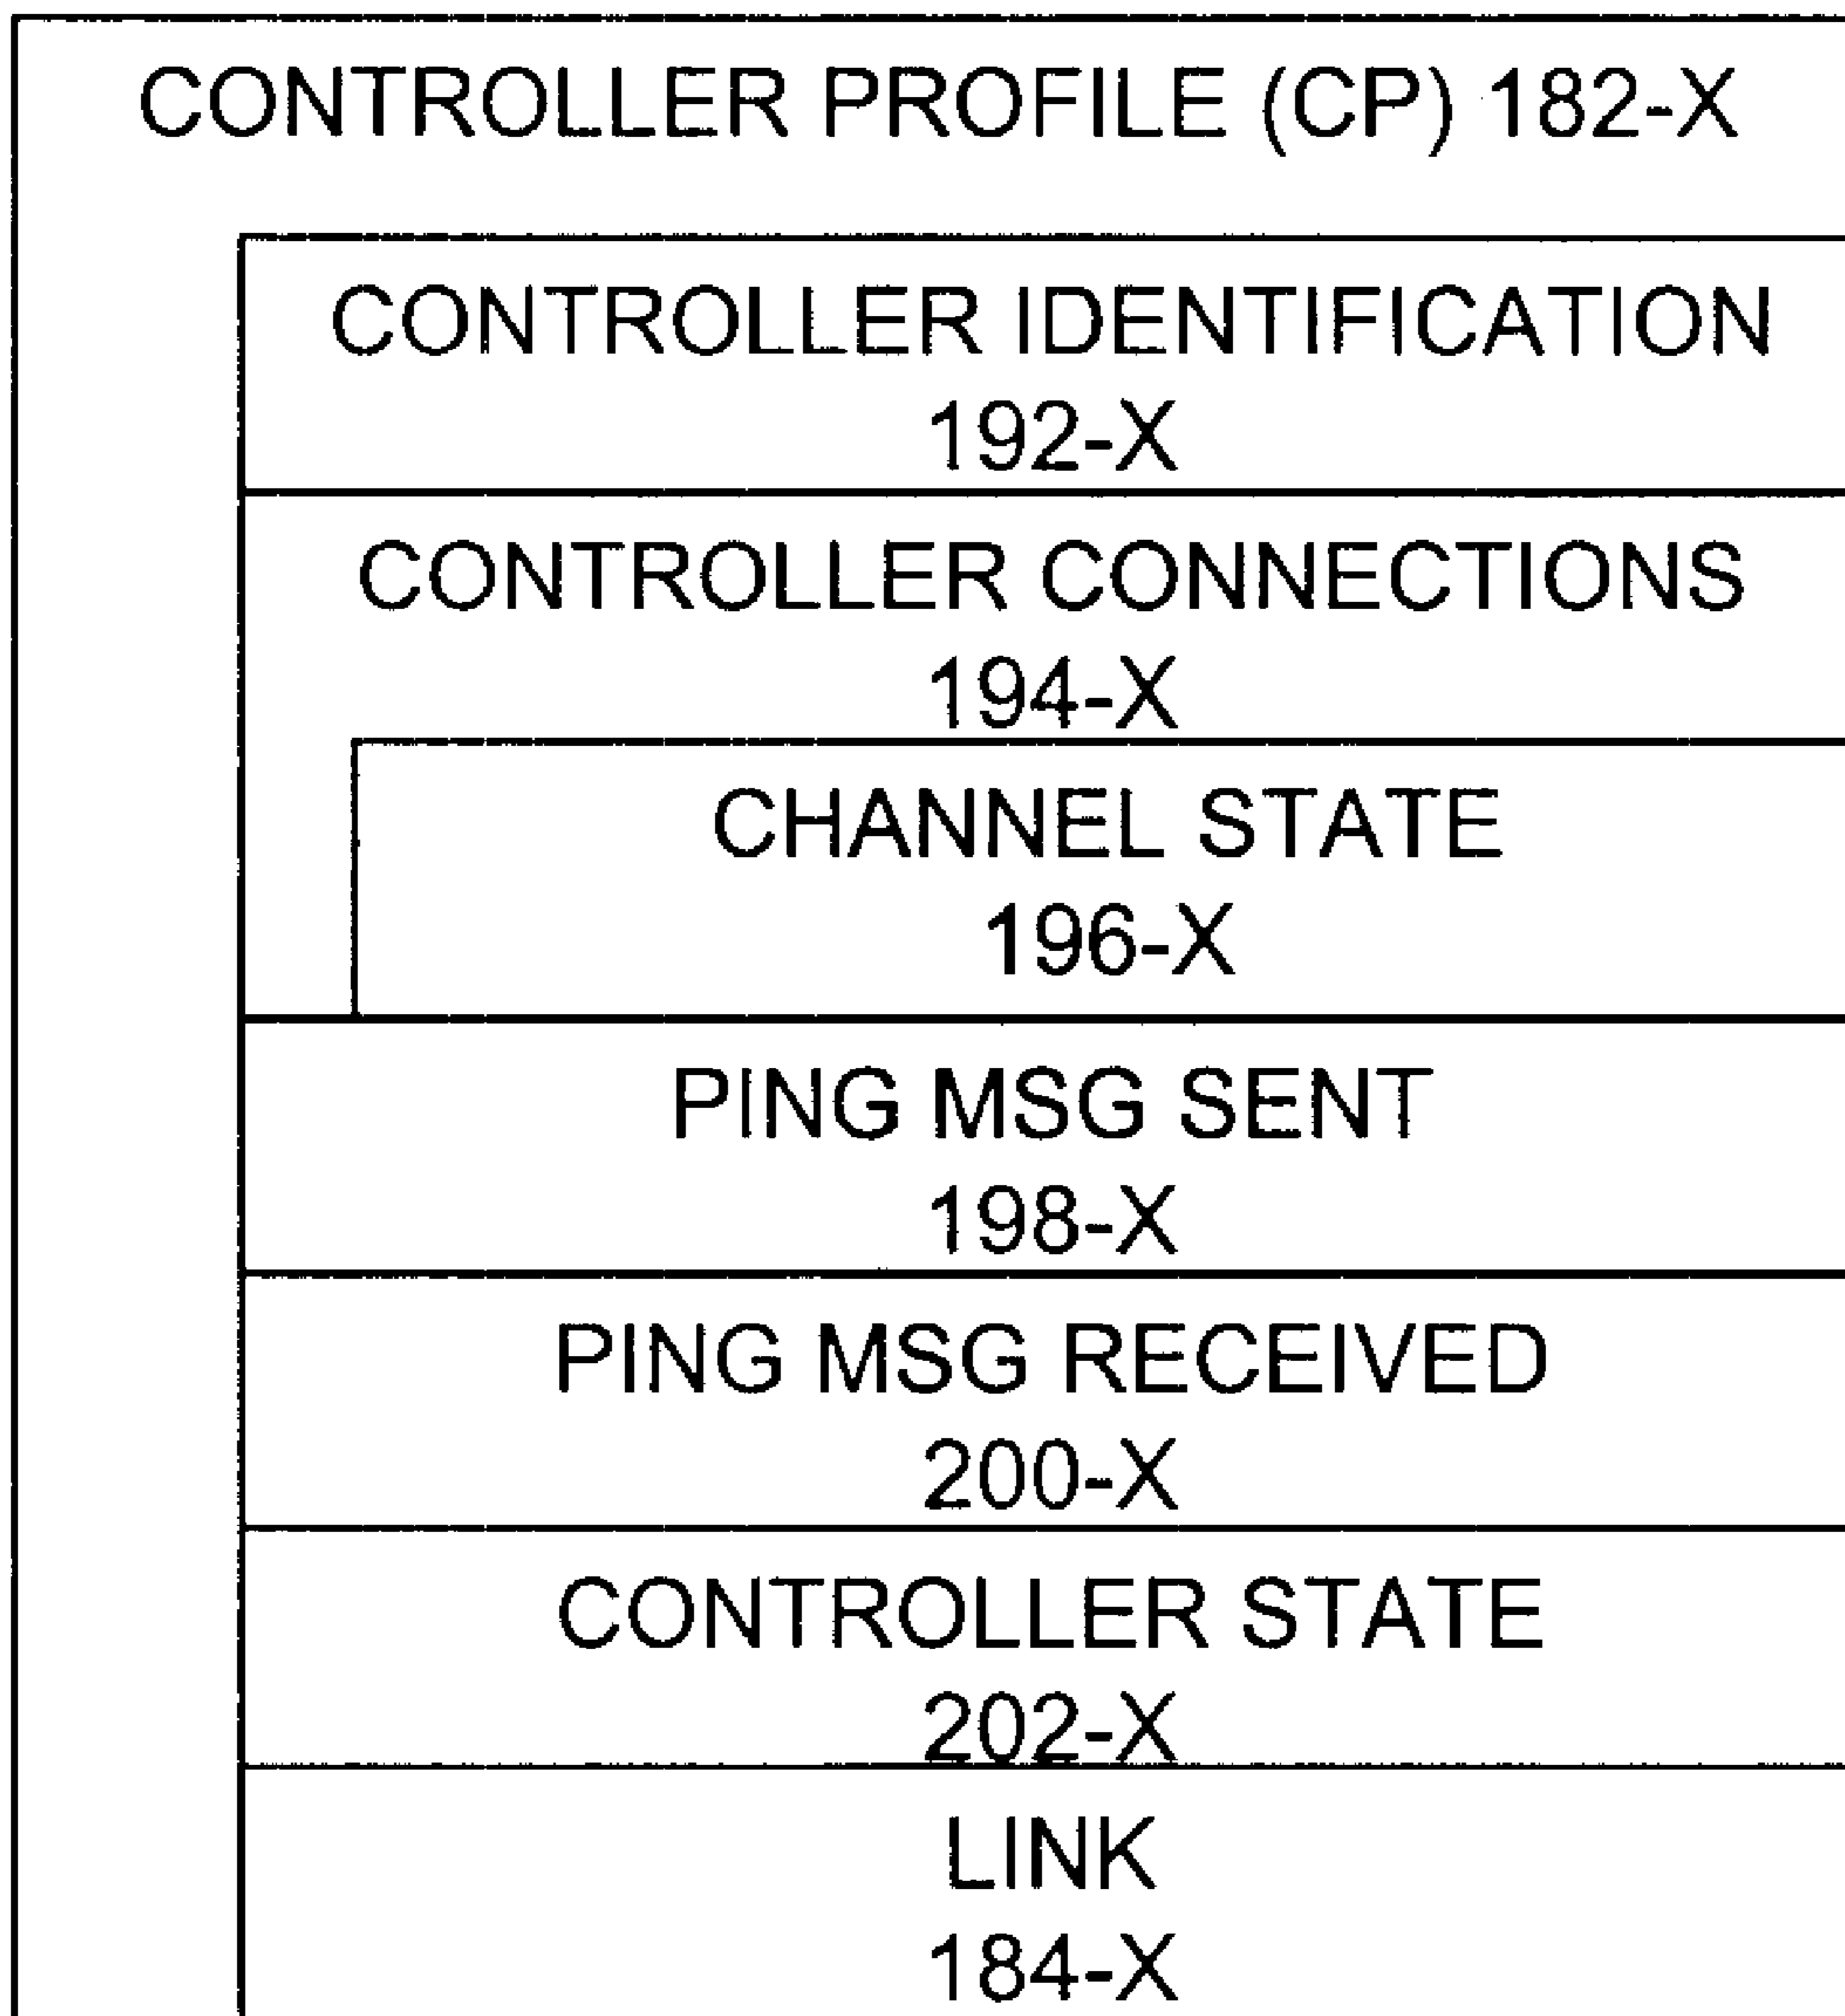 CONTROLLER PROFILE (CP) 182-X
CONTROLLER IDENTIFICATION
192-X
CONTROLLER CONNECTIONS
194-X
CHANNEL STATE
196-X
PING MSG SENT
198-X
PING MSG RECEIVED
200-X
CONTROLLER STATE
202-X
LINK
184-X